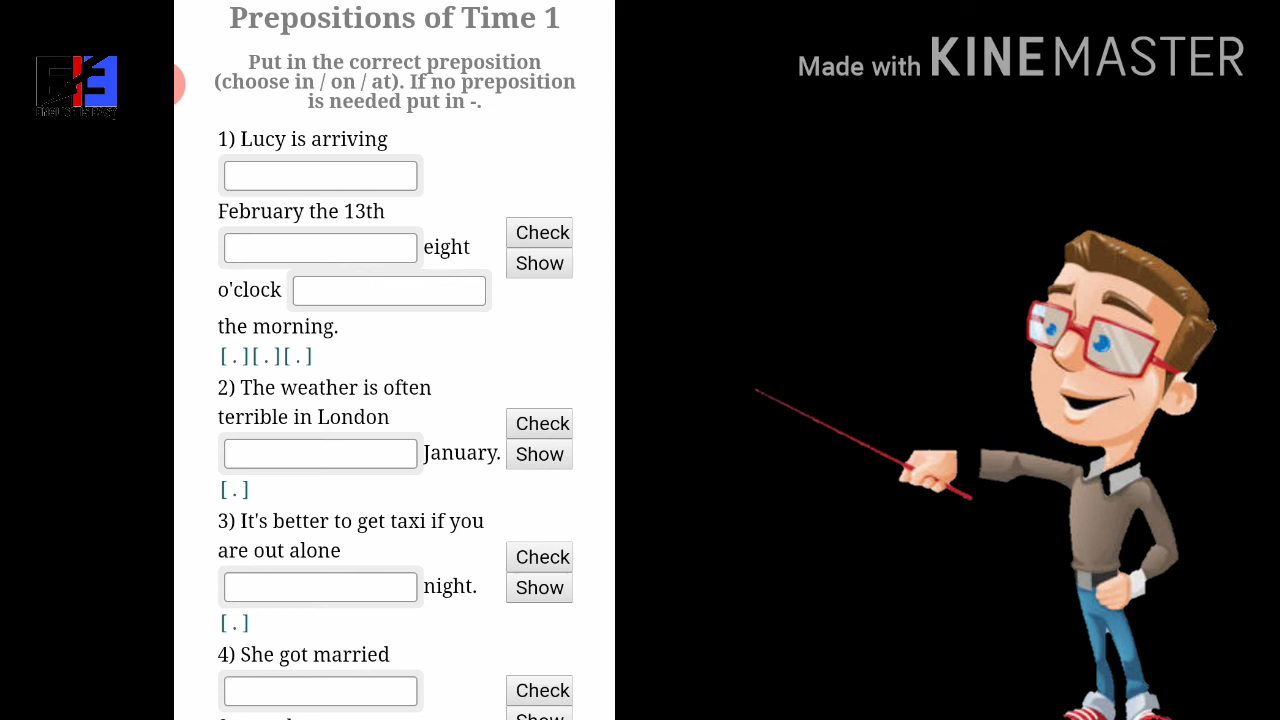 Prepositions of Time 1
Put in the correct preposition
(choose in / on / at). If no preposition
is needed put in -.
1) Lucy is arriving
February the 13th
eight
o'clock
the morning.
[ . ][ . ][ . ]
Check
Show
2) The weather is often
terrible in London
January.
[ . ]
Check
Show
3) It's better to get taxi if you
are out alone
night.
[ . ]
Check
Show
4) She got married
Check
Made with KINEMASTER